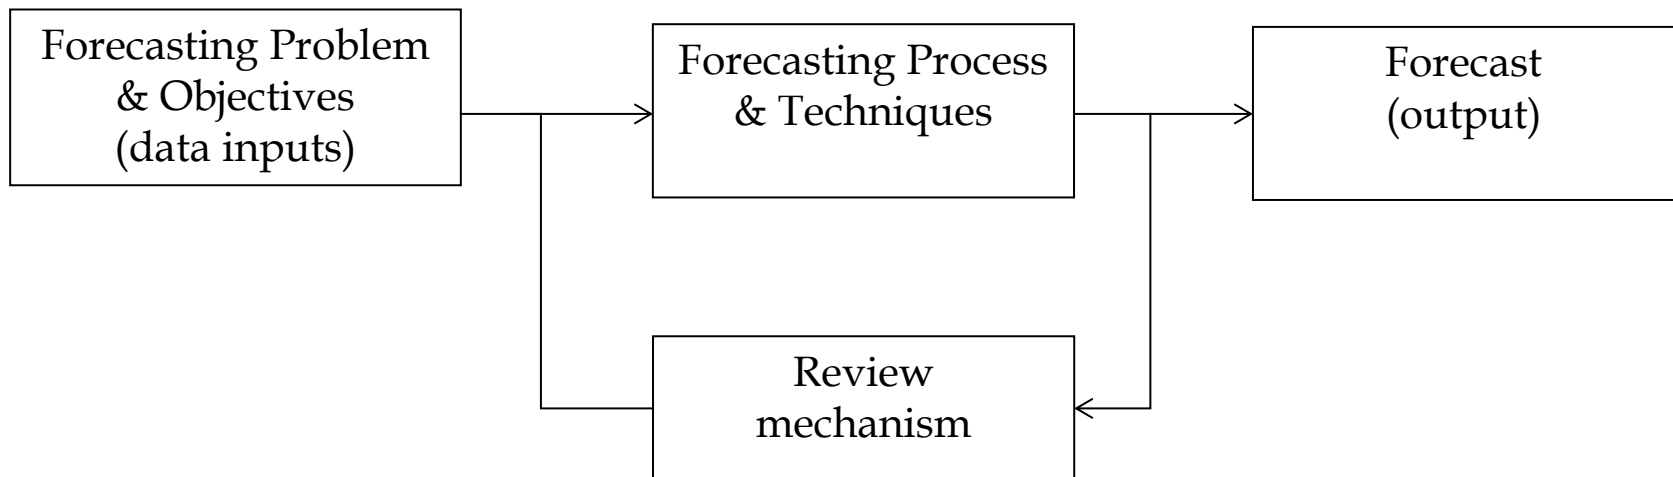 Forecasting Problem
& Objectives
(data inputs)
Forecasting Process
& Techniques
Forecast
(output)
Review
mechanism